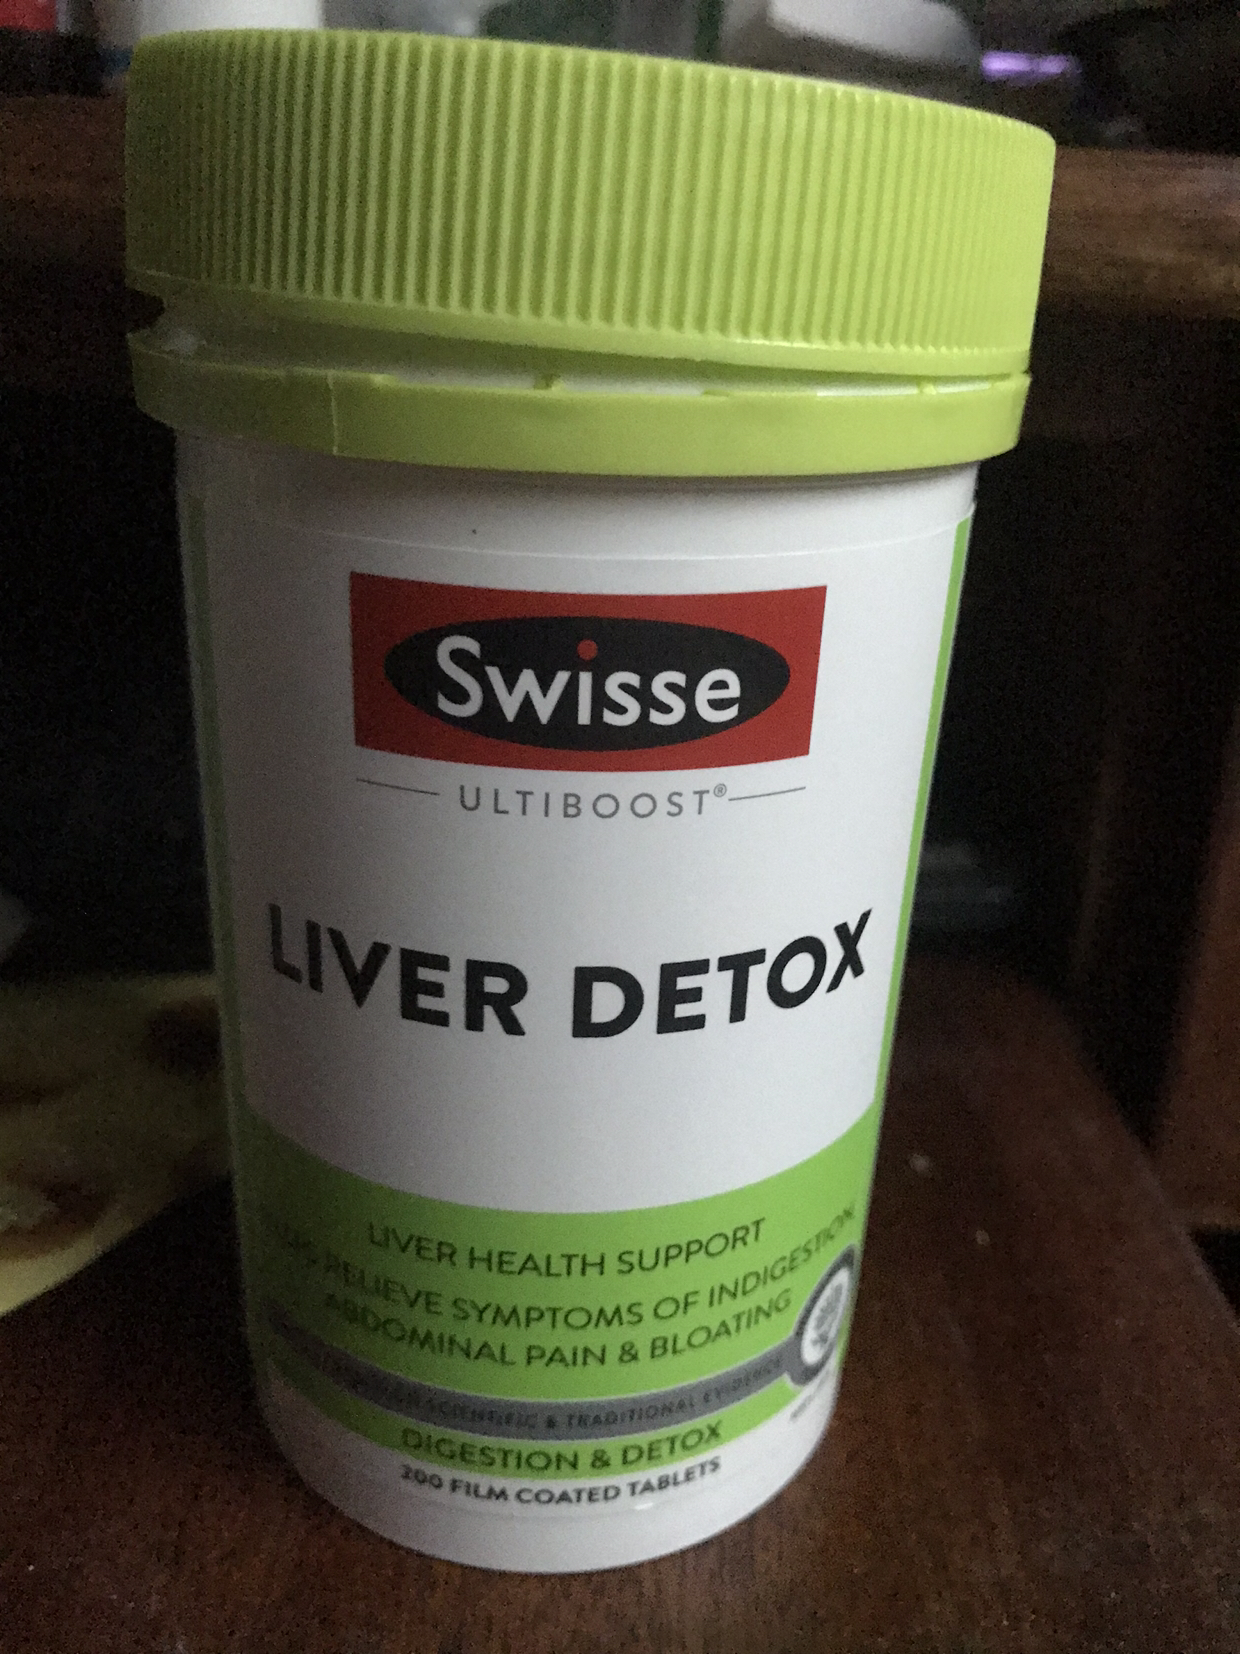 Swisse
ULTIBOOST®
LIVER DETOX
LIVER HEALTH SUPPORT
RELIEVE SYMPTOMS OF INDIGESTION
ABDOMINAL PAIN & BLOATING
SCIENTIFIC & TRADITIONAL EVIDENCE
DIGESTION & DETOX
200 FILM COATED TABLETS